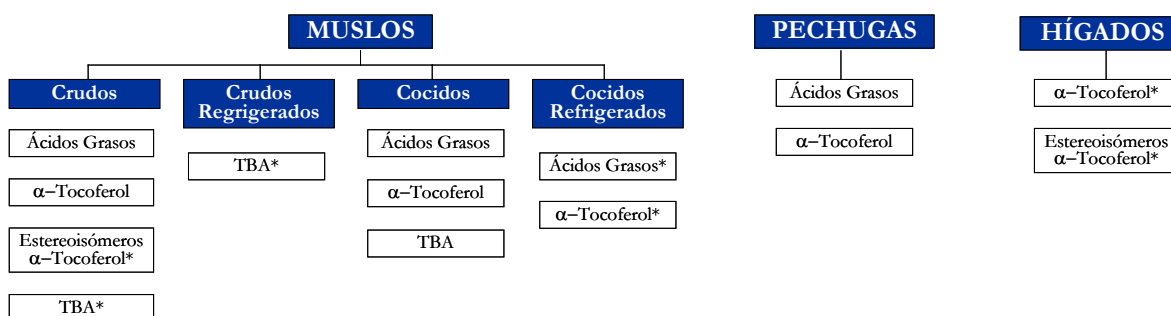 MUSLOS
Crudos
Ácidos Grasos
α–Tocoferol
Estereoisómeros
α–Tocoferol*
TBA*
Crudos
Regrigerados
TBA*
Cocidos
Ácidos Grasos
α–Tocoferol
TBA
Cocidos
Refrigerados
Ácidos Grasos*
α–Tocoferol*
PECHUGAS
Ácidos Grasos
α–Tocoferol
HÍGADOS
α–Tocoferol*
Estereoisómeros
α–Tocoferol*